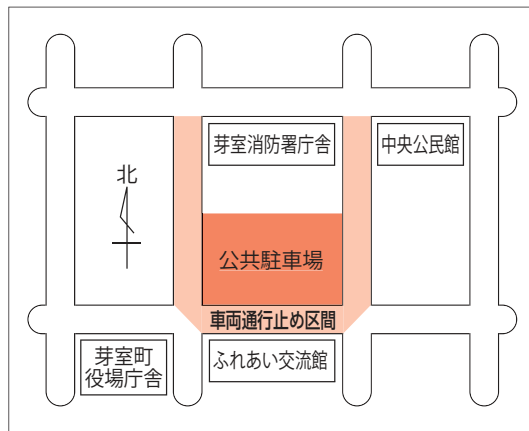 芽室消防署庁舎
中央公民館
北
公共駐車場
車両通行止め区間
芽室町
役場庁舎
ふれあい交流館